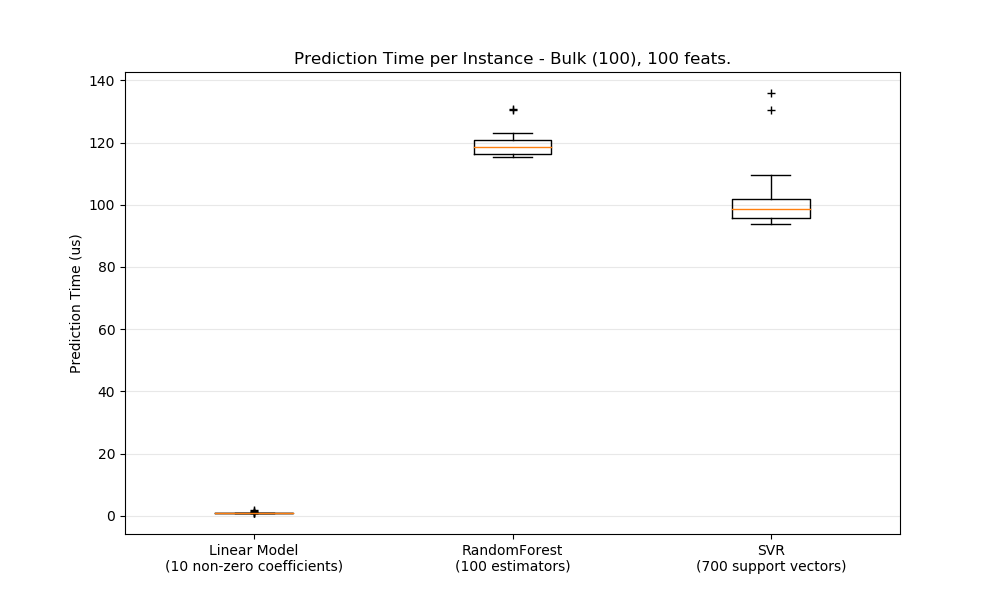 Prediction Time per Instance - Bulk (100), 100 feats.
140
120
100
80
60
40
20
0
Prediction Time (us)
Linear Model
(10 non-zero coefficients)
RandomForest
(100 estimators)
SVR
(700 support vectors)